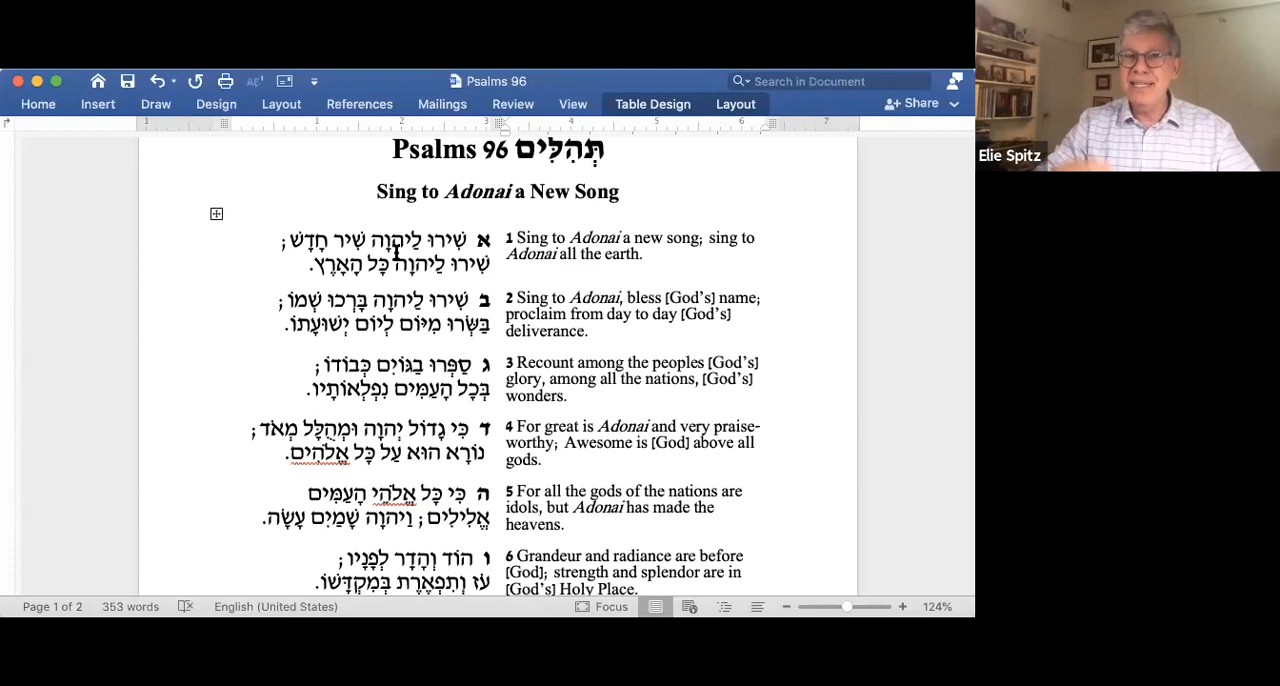 Psalms 96
Search in Document
Home Insert Draw Design Layout References Mailings Review View Table Design Layout Share
1 1 2 3 4 5 6 7
Psalms 96 תְּהִלִּים
Sing to Adonai a New Song
א שִׁירוּ לַיהוָה שִׁיר חָדָשׁ ;
שִׁירוּ לַיהוָה כָּל הָאָרֶץ.
1 Sing to Adonai a new song; sing to
Adonai all the earth.
ב שִׁירוּ לַיהוָה בָּרְכוּ שְׁמוֹ ;
בַּשְּׂרוּ מִיּוֹם לְיוֹם יְשׁוּעָתוֹ.
2 Sing to Adonai, bless [God's] name;
proclaim from day to day [God's]
deliverance.
ג סַפְּרוּ בַגּוֹיִם כְּבוֹדוֹ ;
בְּכָל הָעַמִּים נִפְלְאוֹתָיו.
3 Recount among the peoples [God's]
glory, among all the nations, [God's]
wonders.
ד כִּי גָדוֹל יְהוָה וּמְהֻלָּל מְאֹד ;
נוֹרָא הוּא עַל כָּל אֱלֹהִים.
4 For great is Adonai and very praise-
worthy; Awesome is [God] above all
gods.
ה כִּי כָּל אֱלֹהֵי הָעַמִּים
אֱלִילִים ; וַיהוָה שָׁמַיִם עָשָׂה.
5 For all the gods of the nations are
idols, but Adonai has made the
heavens.
ו הוֹד וְהָדָר לְפָנָיו ;
עֹז וְתִפְאֶרֶת בְּמִקְדָּשׁוֹ.
6 Grandeur and radiance are before
[God]; strength and splendor are in
[God's] Holy Place.
Page 1 of 2 353 words English (United States) Focus 124%
Elie Spitz